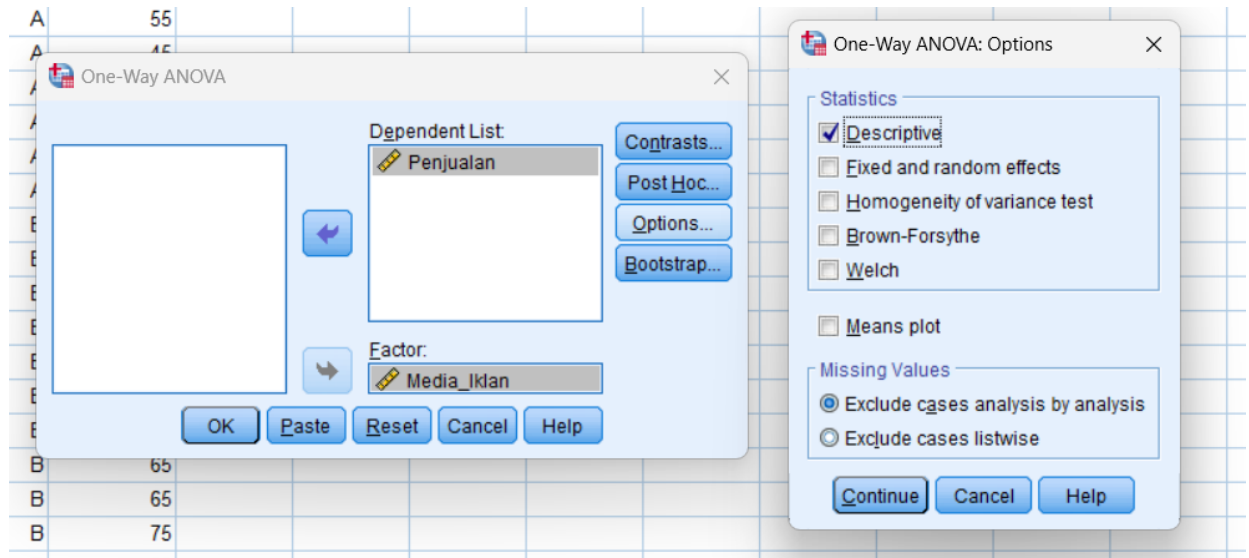 A 55
A 45
One-Way ANOVA
Dependent List:
Penjualan
Factor:
Media_Iklan
Contrasts...
Post Hoc...
Options...
Bootstrap...
OK Paste Reset Cancel Help
B 65
B 65
B 75
One-Way ANOVA: Options
Statistics
Descriptive
Fixed and random effects
Homogeneity of variance test
Brown-Forsythe
Welch
Means plot
Missing Values
Exclude cases analysis by analysis
Exclude cases listwise
Continue Cancel Help